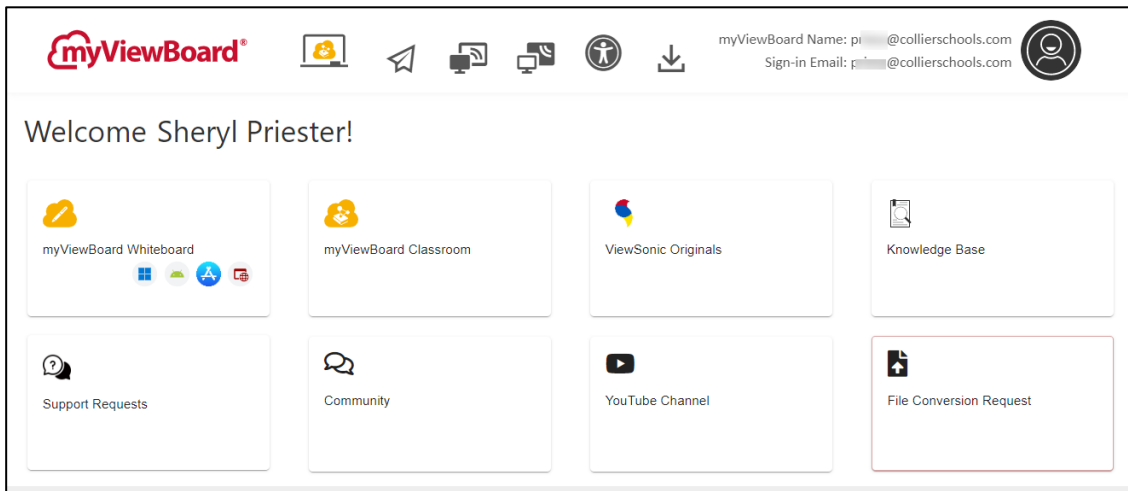 myViewBoard®
myViewBoard Name: p @collierschools.com
Sign-in Email: p @collierschools.com
Welcome Sheryl Priester!
myViewBoard Whiteboard
myViewBoard Classroom
ViewSonic Originals
Knowledge Base
Support Requests
Community
YouTube Channel
File Conversion Request